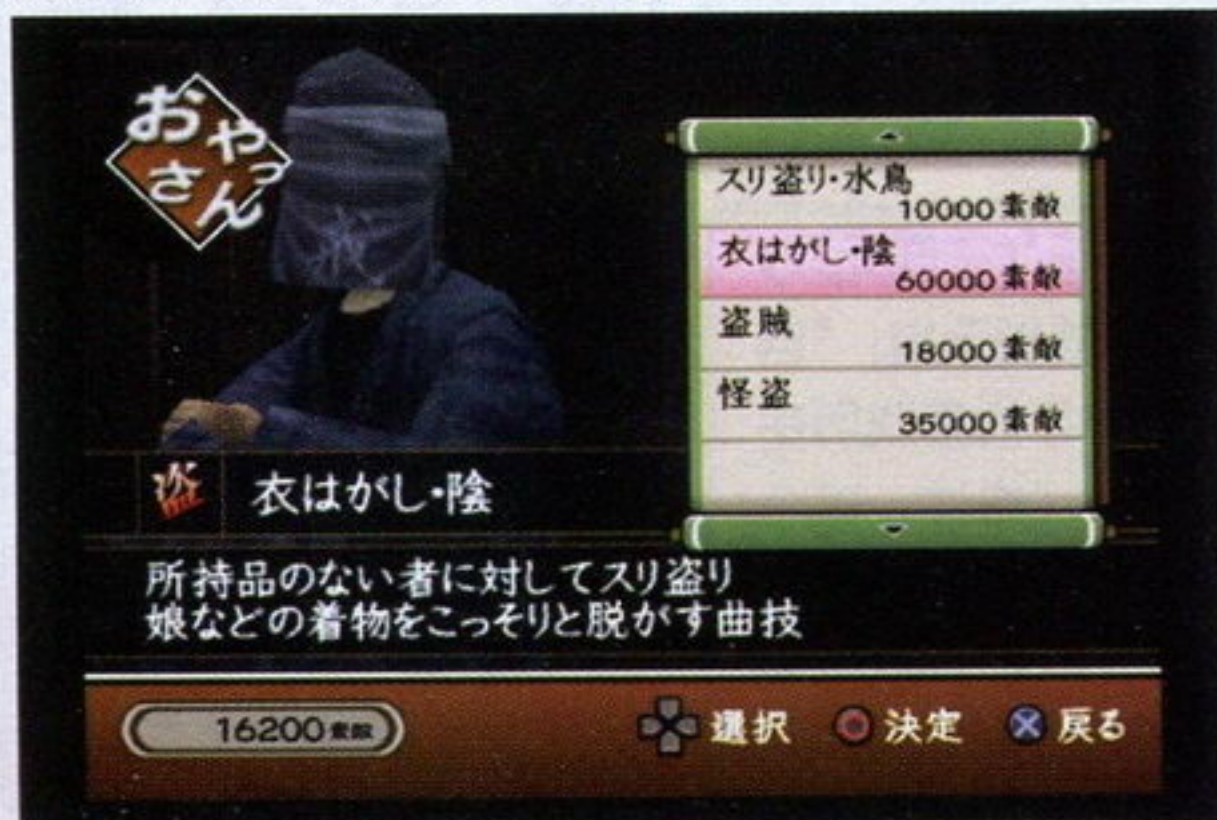 おやっ
さん
スリ盗り・水鳥
10000素敵
衣はがし・陰
60000素敵
盗賊
18000素敵
怪盗
35000素敵
盗
衣はがし・陰
所持品のない者に対してスリ盗り
娘などの着物をこっそりと脱がす曲技
16200素敵
選択
決定
戻る